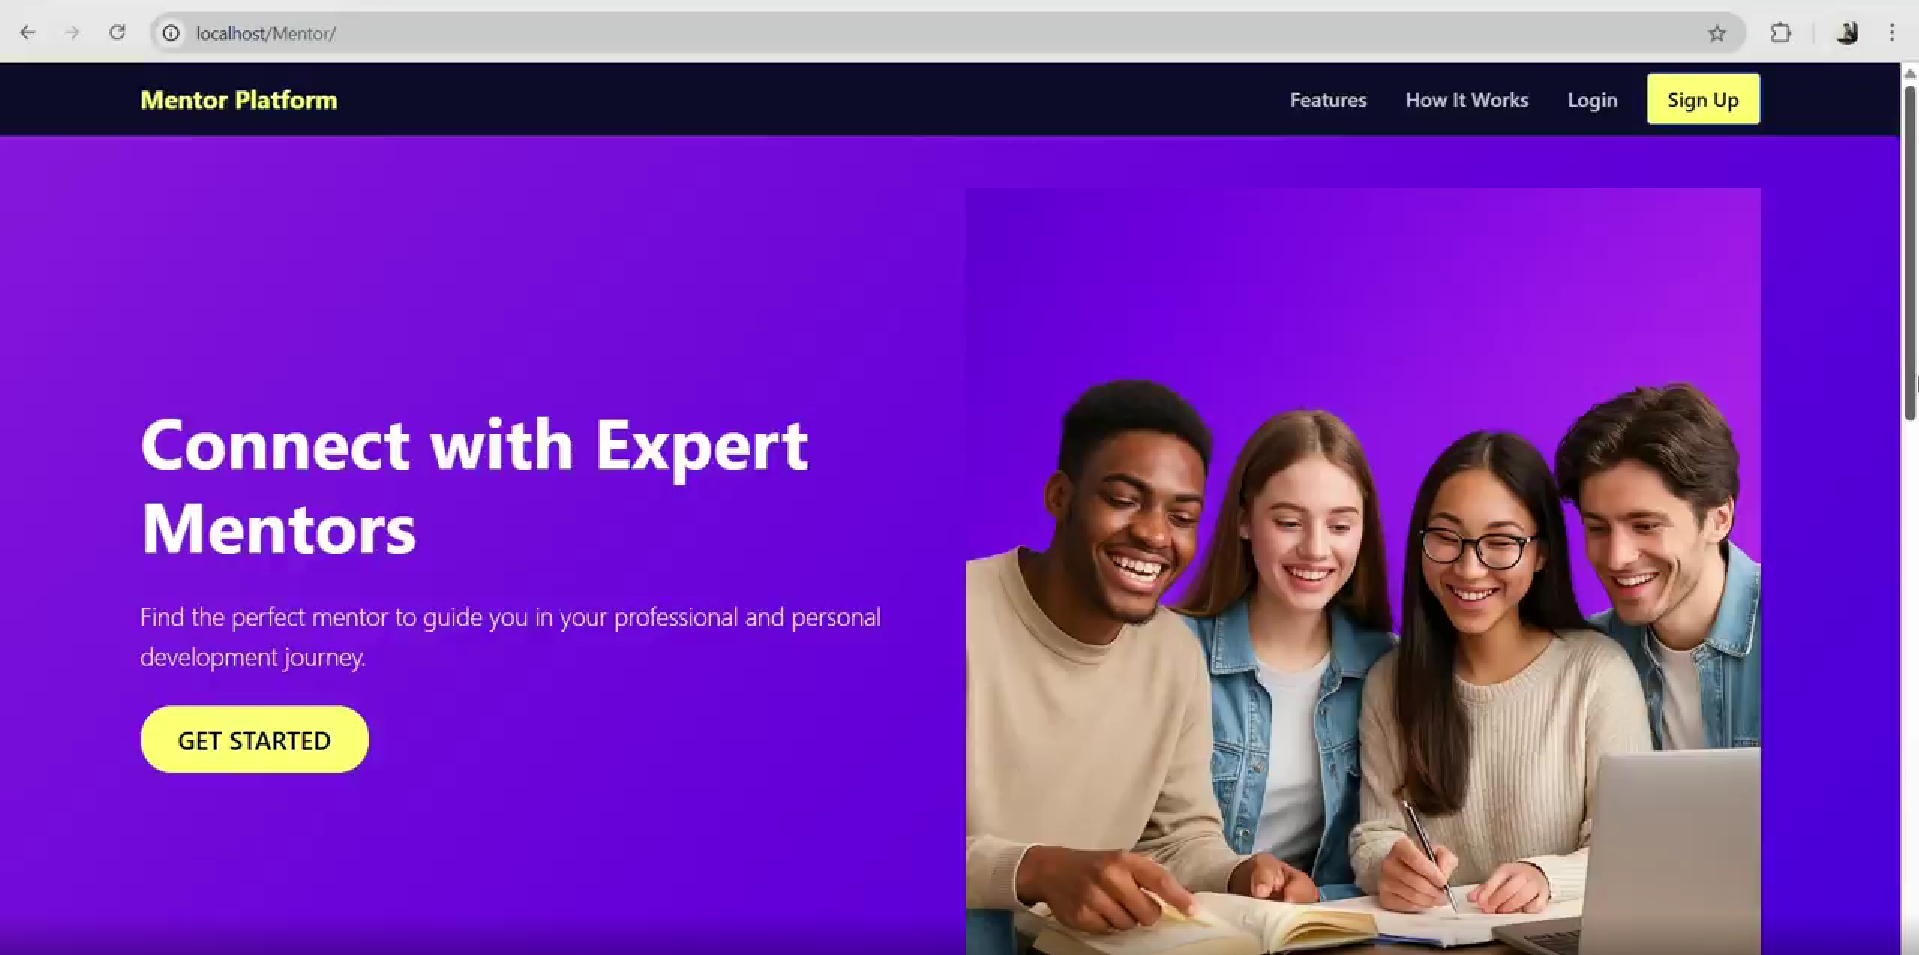 localhost/Mentor/
Mentor Platform
Features
How It Works
Login
Sign Up
Connect with Expert
Mentors
Find the perfect mentor to guide you in your professional and personal
development journey.
GET STARTED